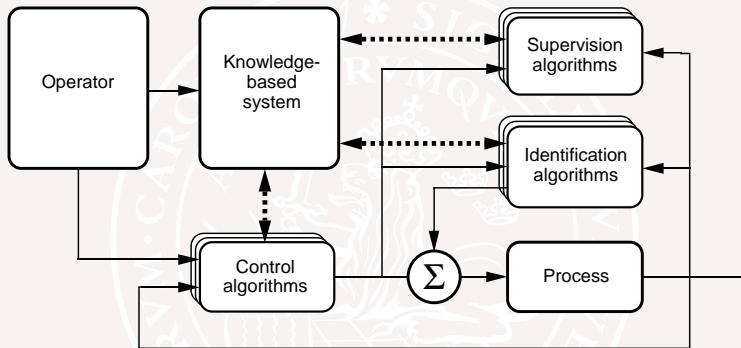 Operator
Knowledge-
based
system
Supervision
algorithms
Identification
algorithms
Control
algorithms
Σ
Process